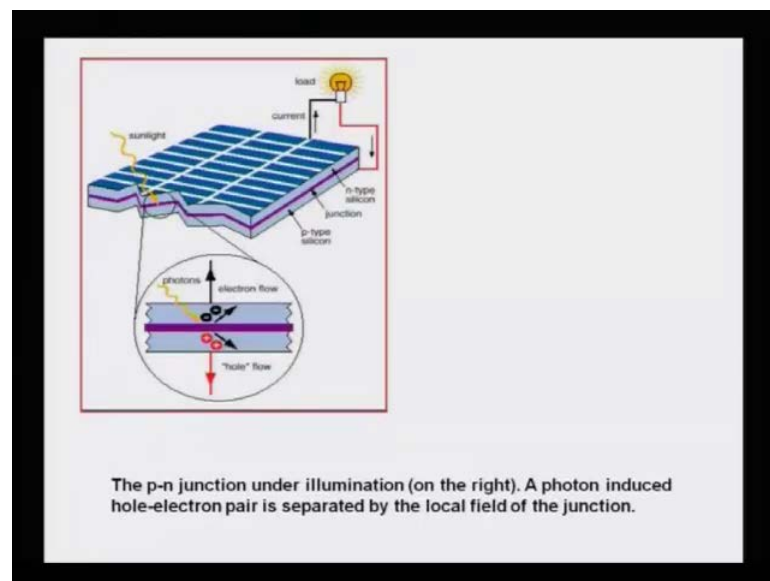 load
current
sunlight
n-type
silicon
junction
p-type
silicon
photons
electron flow
"hole" flow
The p-n junction under illumination (on the right). A photon induced
hole-electron pair is separated by the local field of the junction.